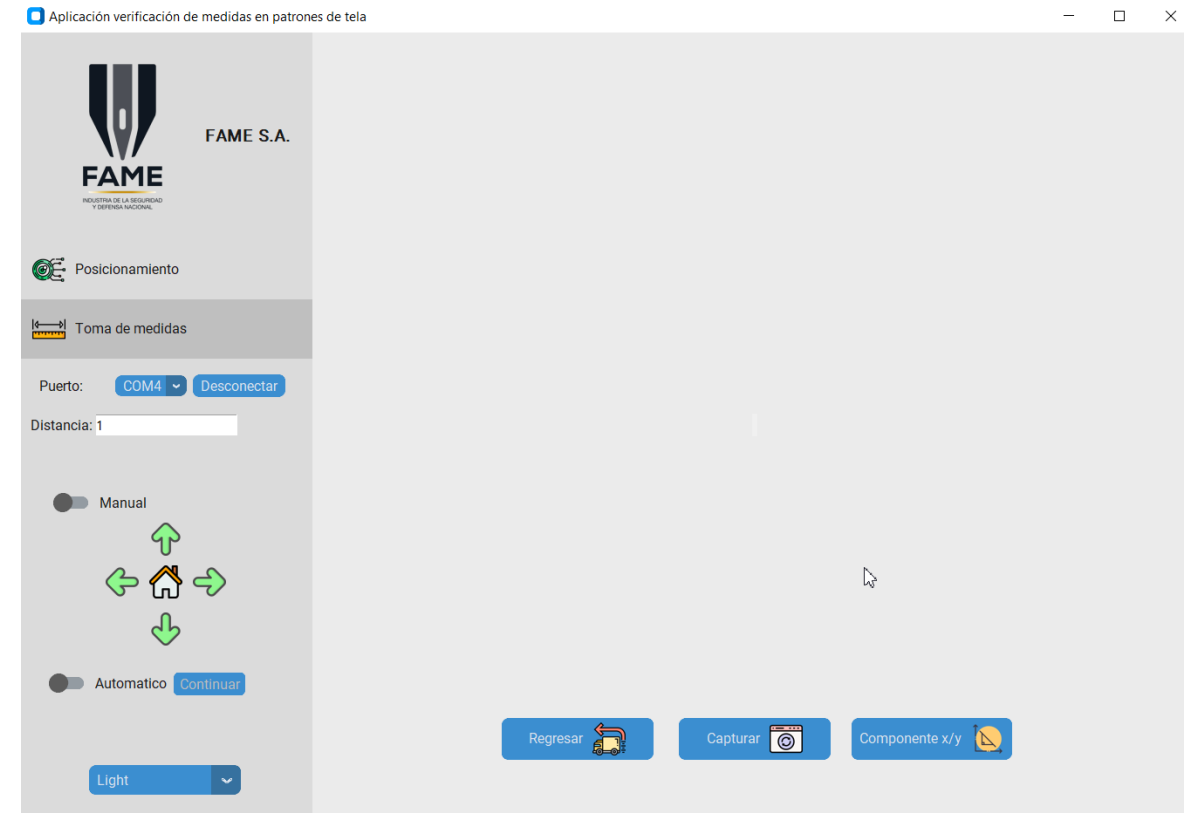 Aplicación verificación de medidas en patrones de tela
FAME S.A.
FAME
INDUSTRIA DE LA SEGURIDAD
Y DEFENSA NACIONAL
Posicionamiento
Toma de medidas
Puerto:
COM4
Desconectar
Distancia: 1
Manual
Automatico
Continuar
Regresar
Capturar
Componente x/y
Light